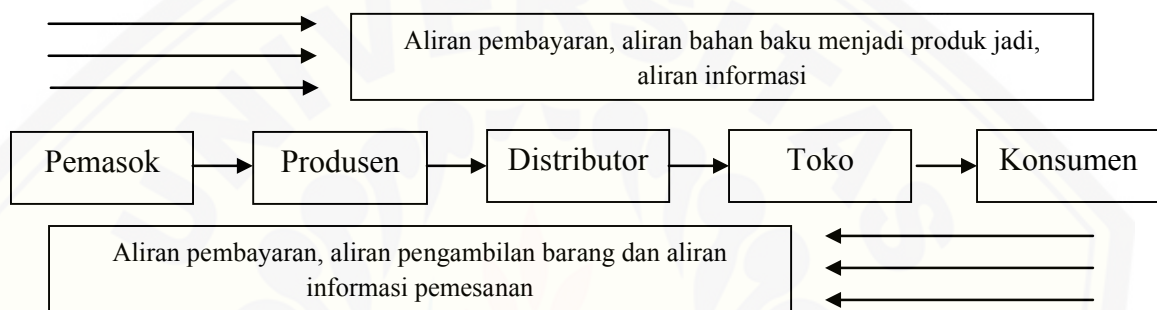 Aliran pembayaran, aliran bahan baku menjadi produk jadi,
aliran informasi
Pemasok
Produsen
Distributor
Toko
Konsumen
Aliran pembayaran, aliran pengambilan barang dan aliran
informasi pemesanan
UNIVERSITAS